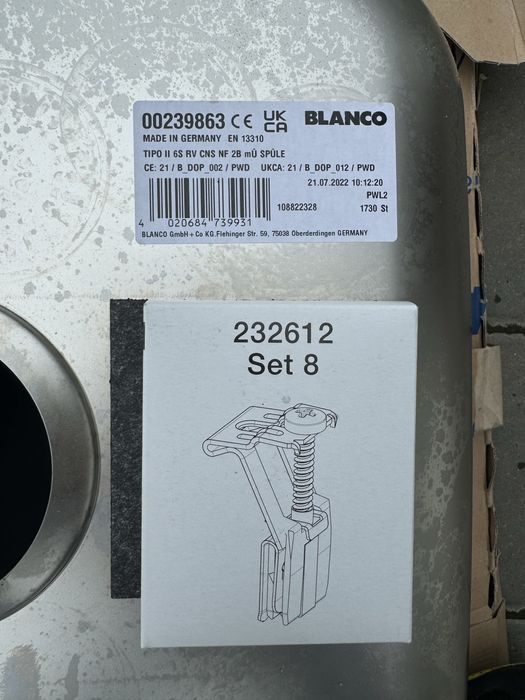 00239863 CE UKCA BLANCO
MADE IN GERMANY EN 13310
TIPO II 6S RV CNS NF 2B mÜ SPÜLE
CE: 21 / B_DOP_002 / PWD UKCA: 21 / B_DOP_012 / PWD
21.07.2022 10:12:20
PWL2
4 020684 739931 108822328 1730 St
BLANCO GmbH + Co KG.Flehinger Str. 59, 75038 Oberderdingen GERMANY
232612
Set 8